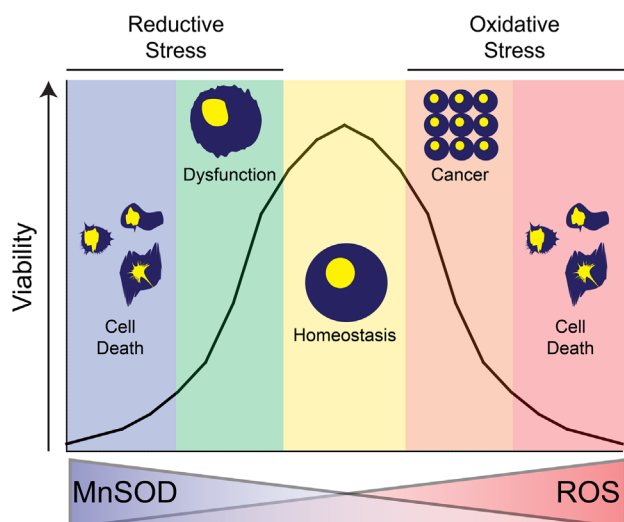 Reductive
Stress
Oxidative
Stress
Viability
Dysfunction
Cancer
Cell
Death
Homeostasis
Cell
Death
MnSOD
ROS